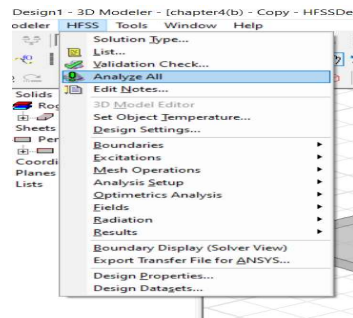 Design1 - 3D Modeler - [chapter4(b) - Copy - HFSSDe
odeler HFSS Tools Window Help
Solution Type...
List...
Validation Check...
Analyze All
Edit Notes...
3D Model Editor
Set Object Temperature...
Design Settings...
Boundaries
Excitations
Mesh Operations
Analysis Setup
Optimetrics Analysis
Fields
Radiation
Results
Boundary Display (Solver View)
Export Transfer File for ANSYS...
Design Properties...
Design Datasets...
Solids
Rog
Sheets
Per
Coordi
Planes
Lists